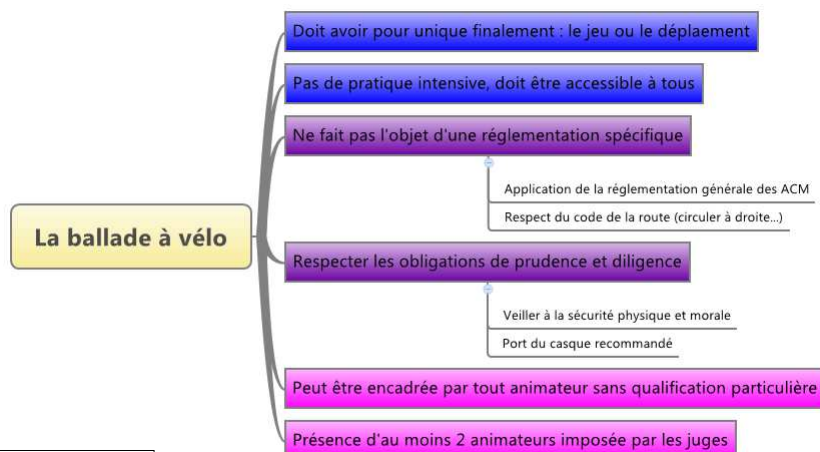 Doit avoir pour unique finalement : le jeu ou le déplaement
Pas de pratique intensive, doit être accessible à tous
Ne fait pas l'objet d'une réglementation spécifique
Application de la réglementation générale des ACM
Respect du code de la route (circuler à droite...)
La ballade à vélo
Respecter les obligations de prudence et diligence
Veiller à la sécurité physique et morale
Port du casque recommandé
Peut être encadrée par tout animateur sans qualification particulière
Présence d'au moins 2 animateurs imposée par les juges